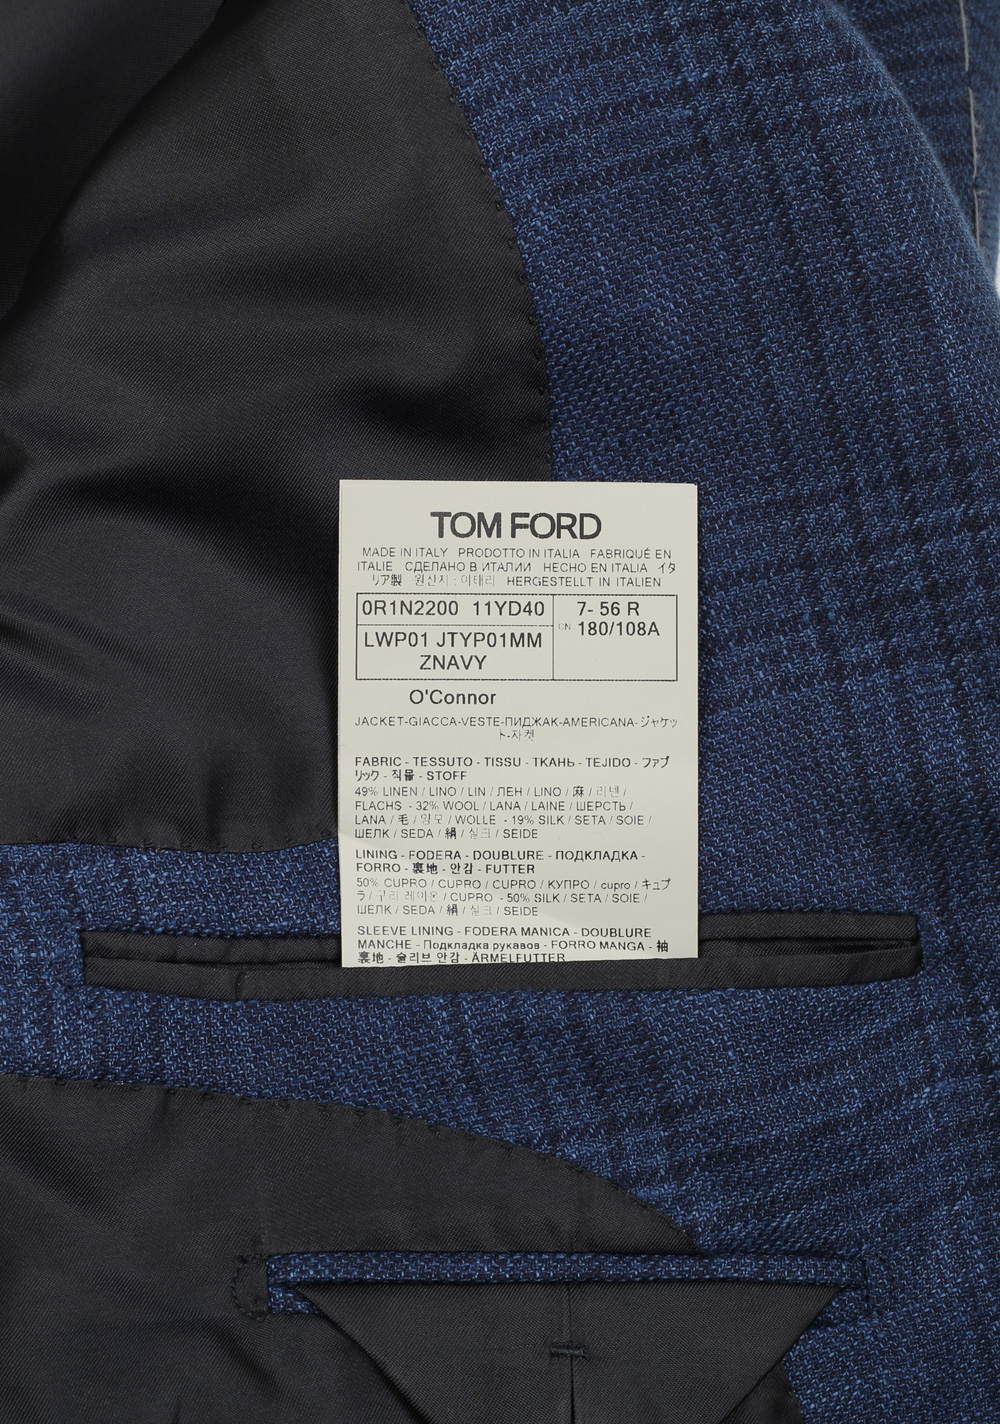 TOM FORD
MADE IN ITALY PRODOTTO IN ITALIA FABRIQUÉ EN
ITALIE СДЕЛАНО В ИТАЛИИ HECHO EN ITALIA イタ
リア製 원산지 : 이태리 HERGESTELLT IN ITALIEN
0R1N2200 11YD40
7- 56 R
LWP01 JTYP01MM
CN 180/108A
ZNAVY
O'Connor
JACKET-GIACCA-VESTE-ПИДЖАК-AMERICANA-ジャケッ
ト-자켓
FABRIC - TESSUTO - TISSU - ТКАНЬ - TEJIDO - ファブ
リック - 직물 - STOFF
49% LINEN / LINO / LIN / ЛЕН / LINO / 麻 / 리넨 /
FLACHS - 32% WOOL / LANA / LAINE / ШЕРСТЬ /
LANA / 毛 / 양모 / WOLLE - 19% SILK / SETA / SOIE /
ШЕЛК / SEDA / 絹 / 실크 / SEIDE
LINING - FODERA - DOUBLURE - ПОДКЛАДКА -
FORRO - 裏地 - 안감 - FUTTER
50% CUPRO / CUPRO / CUPRO / КУПРО / cupro / キュプ
ラ / 구리 레이온 / CUPRO - 50% SILK / SETA / SOIE /
ШЕЛК / SEDA / 絹 / 실크 / SEIDE
SLEEVE LINING - FODERA MANICA - DOUBLURE
MANCHE - Подкладка рукавов - FORRO MANGA - 袖
裏地 - 슬리브 안감 - ÄRMELFUTTER